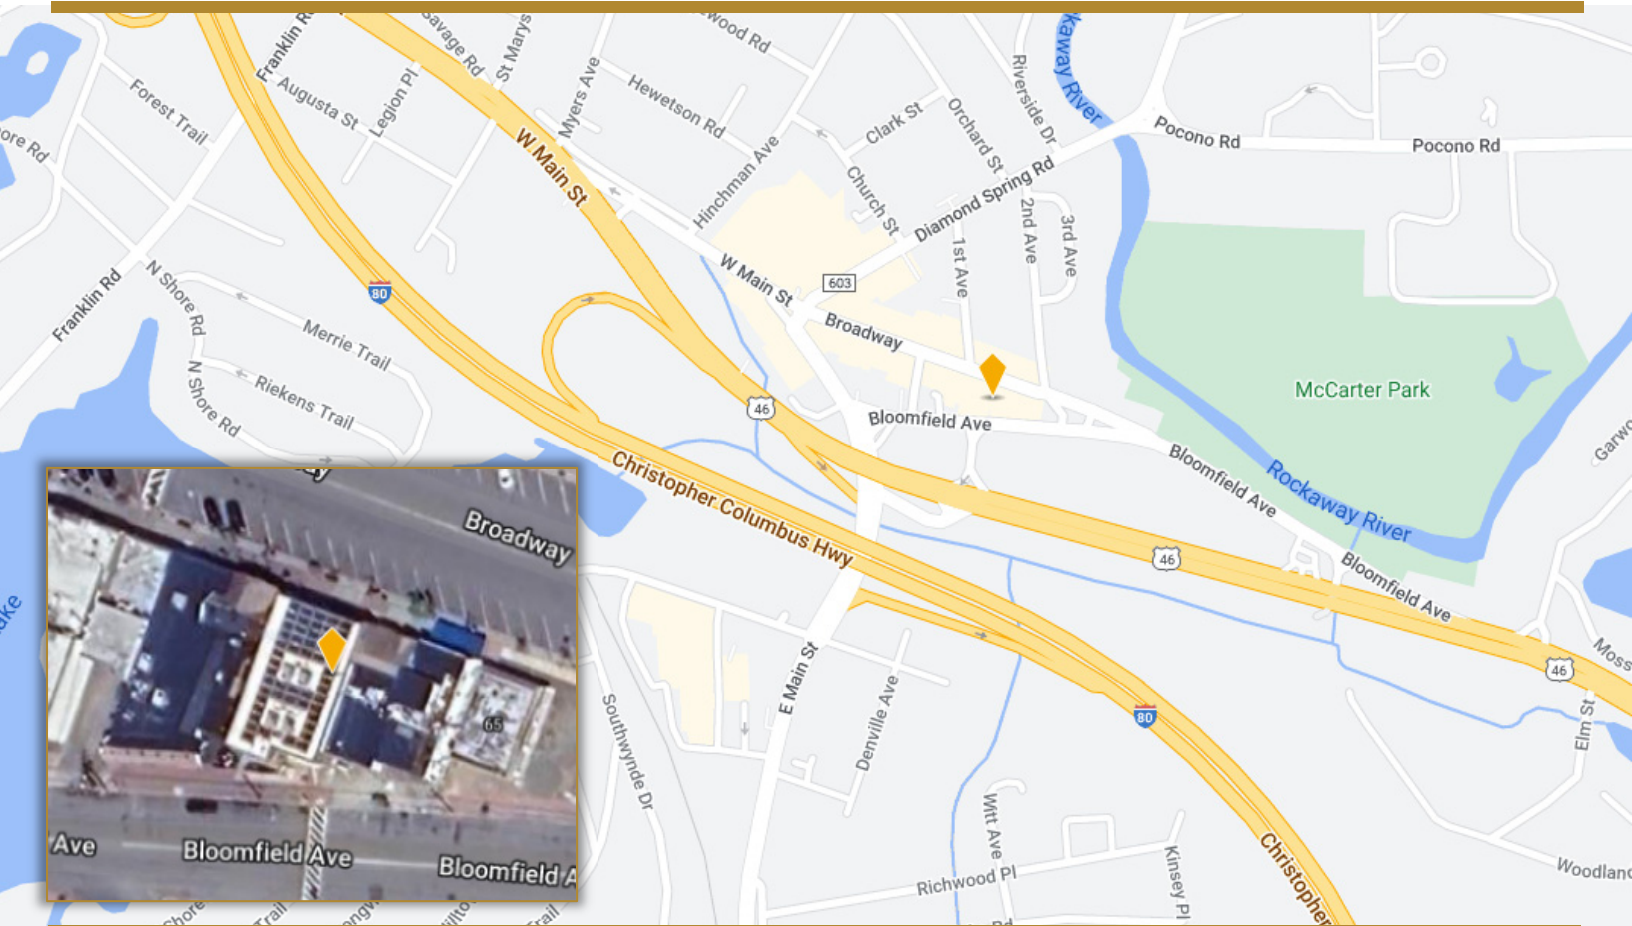 Franklin Rd
Savage Rd
St Marys
Rd
Riverside Dr
Rockaway River
Forest Trail
Augusta St
Legion Pl
Myers Ave
Hewetson Rd
Clark St
Orchard St
Pocono Rd
Pocono Rd
W Main St
Hinchman Ave
Church St
Diamond Spring Rd
2nd Ave
3rd Ave
1st Ave
Franklin Rd
N Shore Rd
80
W Main St
603
Merrie Trail
Broadway
N Shore Rd
Riekens Trail
46
Bloomfield Ave
McCarter Park
Christopher Columbus Hwy
Bloomfield Ave
Rockaway River
46
Bloomfield Ave
46
Broadway
65
Ave
Bloomfield Ave
Bloomfield A
E Main St
Denville Ave
Southwynde Dr
80
Elm St
Moss
Witt Ave
Richwood Pl
Kinsey Pl
Christopher
Woodland
Shore
Trail
Trail